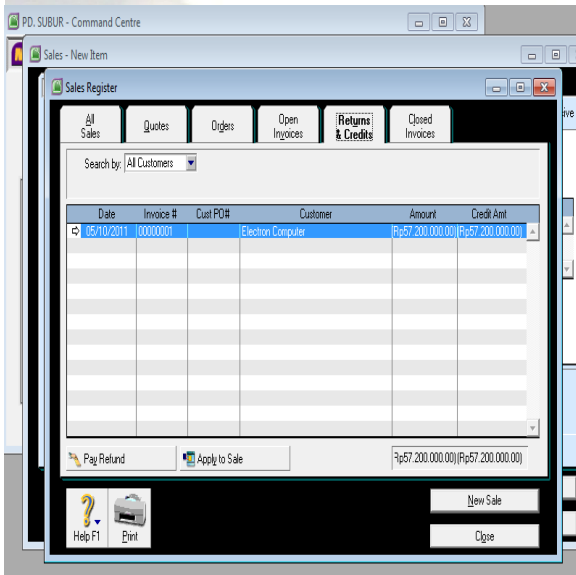 PD. SUBUR - Command Centre
Sales - New Item
Sales Register
All Sales
Quotes
Orders
Open Invoices
Returns & Credits
Closed Invoices
Search by: All Customers
Date Invoice # Cust PO# Customer Amount Credit Amt
05/10/2011 00000001 Electron Computer (Rp57.200.000.00) (Rp57.200.000.00)
Pay Refund
Apply to Sale
Rp57.200.000.00) (Rp57.200.000.00)
New Sale
Help F1
Print
Close